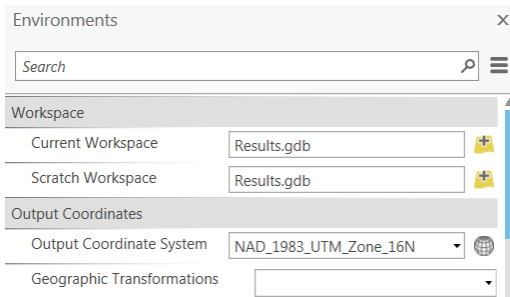 Environments
Search
Workspace
Current Workspace Results.gdb
Scratch Workspace Results.gdb
Output Coordinates
Output Coordinate System NAD_1983_UTM_Zone_16N
Geographic Transformations